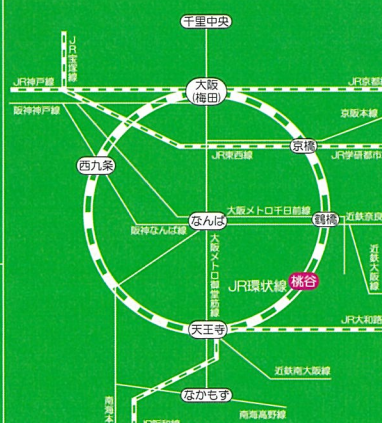 千里中央
JR宝塚線
JR神戸線
大阪
(梅田)
JR京都
阪神神戸線
京阪本線
京橋
JR東西線
JR学研都市
西九条
大阪メトロ千日前線
なんば
鶴橋
近鉄奈良
阪神なんば線
大阪メトロ御堂筋線
近鉄大阪線
JR環状線
桃谷
天王寺
JR大和路
近鉄南大阪線
なかもず
南海本
南海高野線
JR阪和線